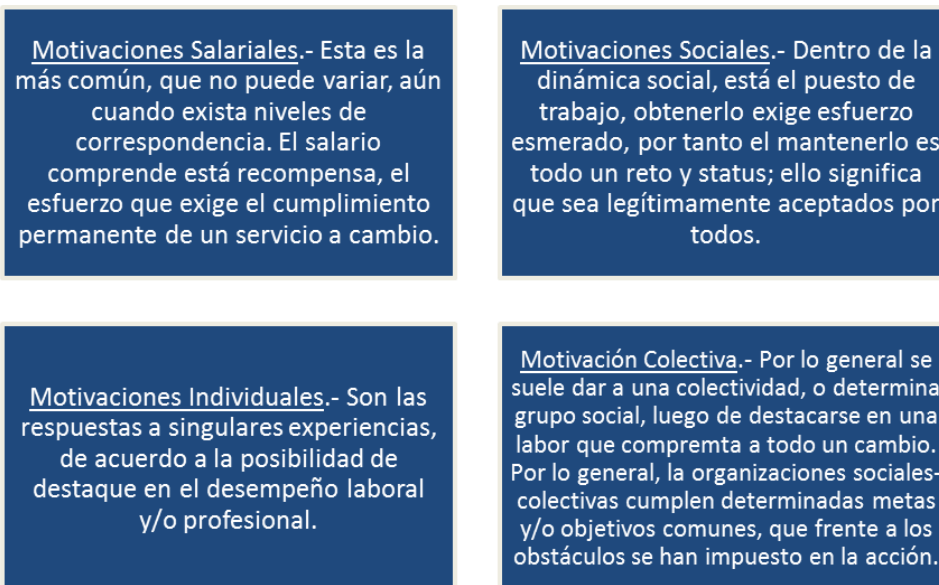 Motivaciones Salariales.- Esta es la
más común, que no puede variar, aún
cuando exista niveles de
correspondencia. El salario
comprende está recompensa, el
esfuerzo que exige el cumplimiento
permanente de un servicio a cambio.
Motivaciones Sociales.- Dentro de la
dinámica social, está el puesto de
trabajo, obtenerlo exige esfuerzo
esmerado, por tanto el mantenerlo es
todo un reto y status; ello significa
que sea legítimamente aceptados por
todos.
Motivaciones Individuales.- Son las
respuestas a singulares experiencias,
de acuerdo a la posibilidad de
destaque en el desempeño laboral
y/o profesional.
Motivación Colectiva.- Por lo general se
suele dar a una colectividad, o determina
grupo social, luego de destacarse en una
labor que compremta a todo un cambio.
Por lo general, la organizaciones sociales-
colectivas cumplen determinadas metas
y/o objetivos comunes, que frente a los
obstáculos se han impuesto en la acción.